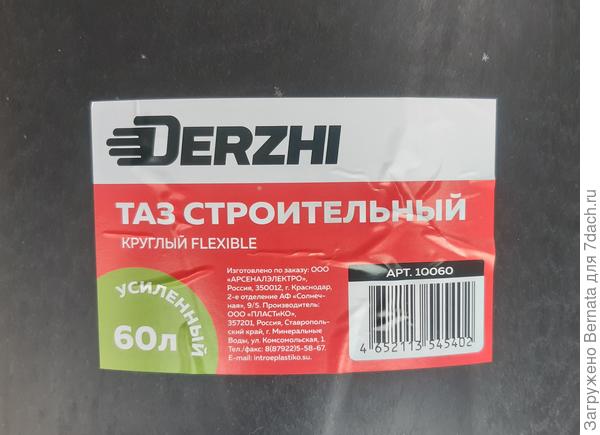 DERZHI
ТАЗ СТРОИТЕЛЬНЫЙ
КРУГЛЫЙ FLEXIBLE
УСИЛЕННЫЙ
60л
Изготовлено по заказу: ООО
«АРСЕНАЛЭЛЕКТРО»,
Россия, 350012, г. Краснодар,
2-е отделение АФ «Солнеч-
ная», 9/5. Производитель:
ООО «ПЛАСТиКО»,
357201, Россия, Ставрополь-
ский край, г. Минеральные
Воды, ул. Комсомольская, 1.
Тел./факс: 8(87922)5-58-67.
E-mail: introeplastiko.su.
АРТ. 10060
4 652113 545402
Загружено Bernata для 7dach.ru